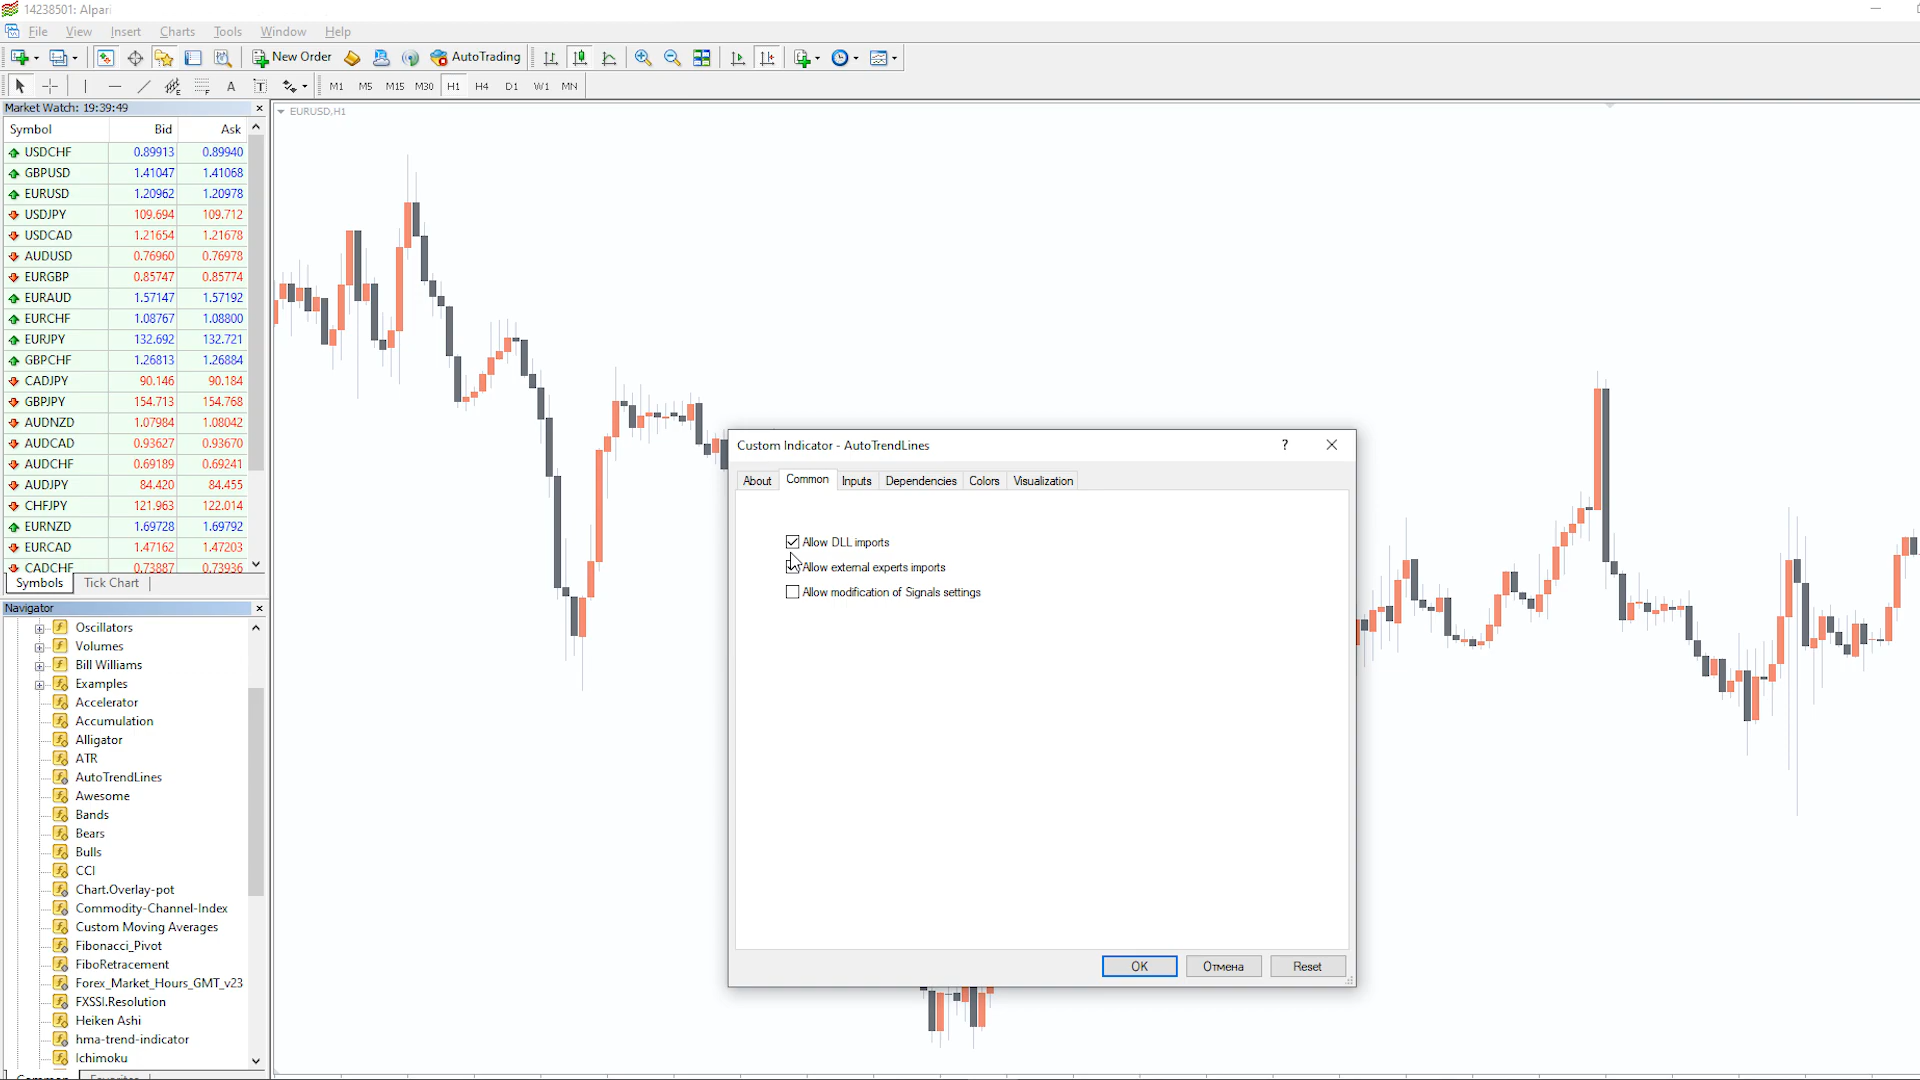 14238501: Alpari
File View Insert Charts Tools Window Help
New Order AutoTrading
A T M1 M5 M15 M30 H1 H4 D1 W1 MN
Market Watch: 19:39:49
EURUSD,H1
Symbol Bid Ask
USDCHF 0.89913 0.89940
GBPUSD 1.41047 1.41068
EURUSD 1.20962 1.20978
USDJPY 109.694 109.712
USDCAD 1.21654 1.21678
AUDUSD 0.76960 0.76978
EURGBP 0.85747 0.85774
EURAUD 1.57147 1.57192
EURCHF 1.08767 1.08800
EURJPY 132.692 132.721
GBPCHF 1.26813 1.26884
CADJPY 90.146 90.184
GBPJPY 154.713 154.768
AUDNZD 1.07984 1.08042
AUDCAD 0.93627 0.93670
AUDCHF 0.69189 0.69241
AUDJPY 84.420 84.455
CHFJPY 121.963 122.014
EURNZD 1.69728 1.69792
EURCAD 1.47162 1.47203
CADCHF 0.73887 0.73936
Symbols Tick Chart
Navigator
Oscillators
Volumes
Bill Williams
Examples
Accelerator
Accumulation
Alligator
ATR
AutoTrendLines
Awesome
Bands
Bears
Bulls
CCI
Chart.Overlay-pot
Commodity-Channel-Index
Custom Moving Averages
Fibonacci_Pivot
FiboRetracement
Forex_Market_Hours_GMT_v23
FXSSI.Resolution
Heiken Ashi
hma-trend-indicator
Ichimoku
Common Favorites
Custom Indicator - AutoTrendLines
About Common Inputs Dependencies Colors Visualization
Allow DLL imports
Allow external experts imports
Allow modification of Signals settings
OK Отмена Reset